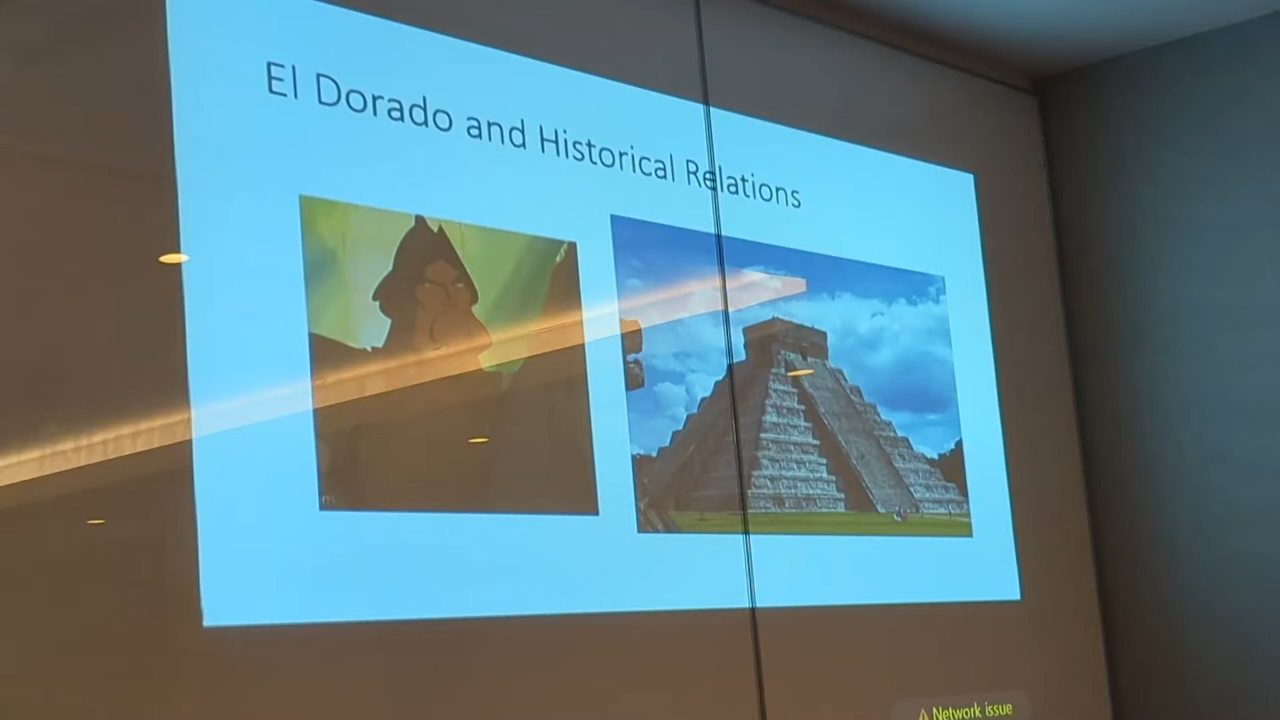 El Dorado and Historical Relations
⚠ Network issue